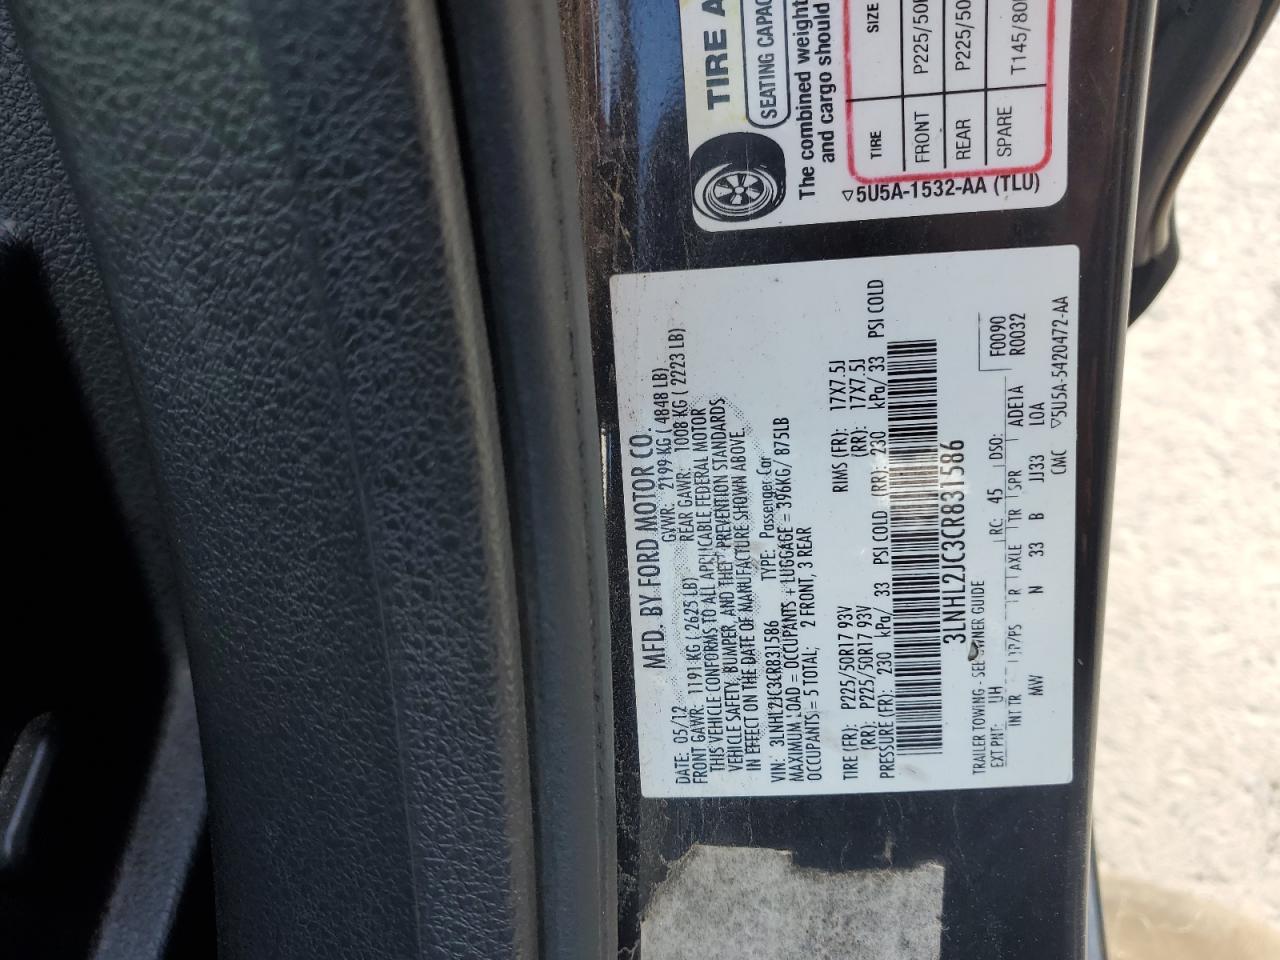 TIRE A
SEATING CAPAC
The combined weight
and cargo should
TIRE SIZE
FRONT P225/50
REAR P225/50
SPARE T145/80
5U5A-1532-AA (TLU)
MFD. BY FORD MOTOR CO.
DATE: 05/12 GVWR: 2199 KG ( 4848 LB)
FRONT GAWR: 1191 KG ( 2625 LB) REAR GAWR: 1008 KG ( 2223 LB)
THIS VEHICLE CONFORMS TO ALL APPLICABLE FEDERAL MOTOR
VEHICLE SAFETY, BUMPER, AND THEFT PREVENTION STANDARDS
IN EFFECT ON THE DATE OF MANUFACTURE SHOWN ABOVE.
VIN: 3LNHL2JC3CR831586 TYPE: Passenger Car
MAXIMUM LOAD = OCCUPANTS + LUGGAGE = 396KG/ 875LB
OCCUPANTS = 5 TOTAL; 2 FRONT, 3 REAR
TIRE (FR): P225/50R17 93V RIMS (FR): 17X7.5J
(RR): P225/50R17 93V (RR): 17X7.5J
PRESSURE (FR): 230 kPa/ 33 PSI COLD (RR): 230 kPa/ 33 PSI COLD
3LNHL2JC3CR831586
TRAILER TOWING - SEE OWNER GUIDE
EXT PNT: UH RC: 45 DSO: F0090
INT TR TP/PS R AXLE TR SPR ADE1A R0032
MW N 33 B JJ33 L0A
CMC 5U5A-5420472-AA